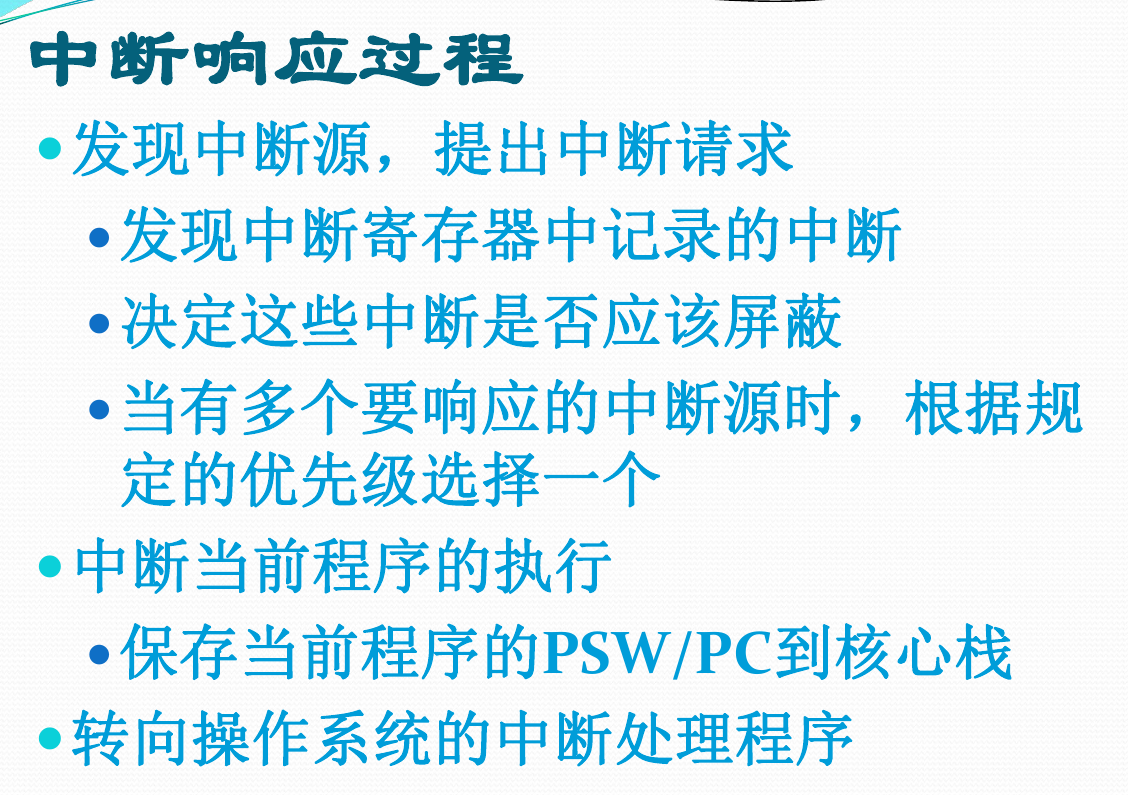 中断响应过程
•发现中断源，提出中断请求
•发现中断寄存器中记录的中断
•决定这些中断是否应该屏蔽
•当有多个要响应的中断源时，根据规
定的优先级选择一个
•中断当前程序的执行
•保存当前程序的PSW/PC到核心栈
•转向操作系统的中断处理程序